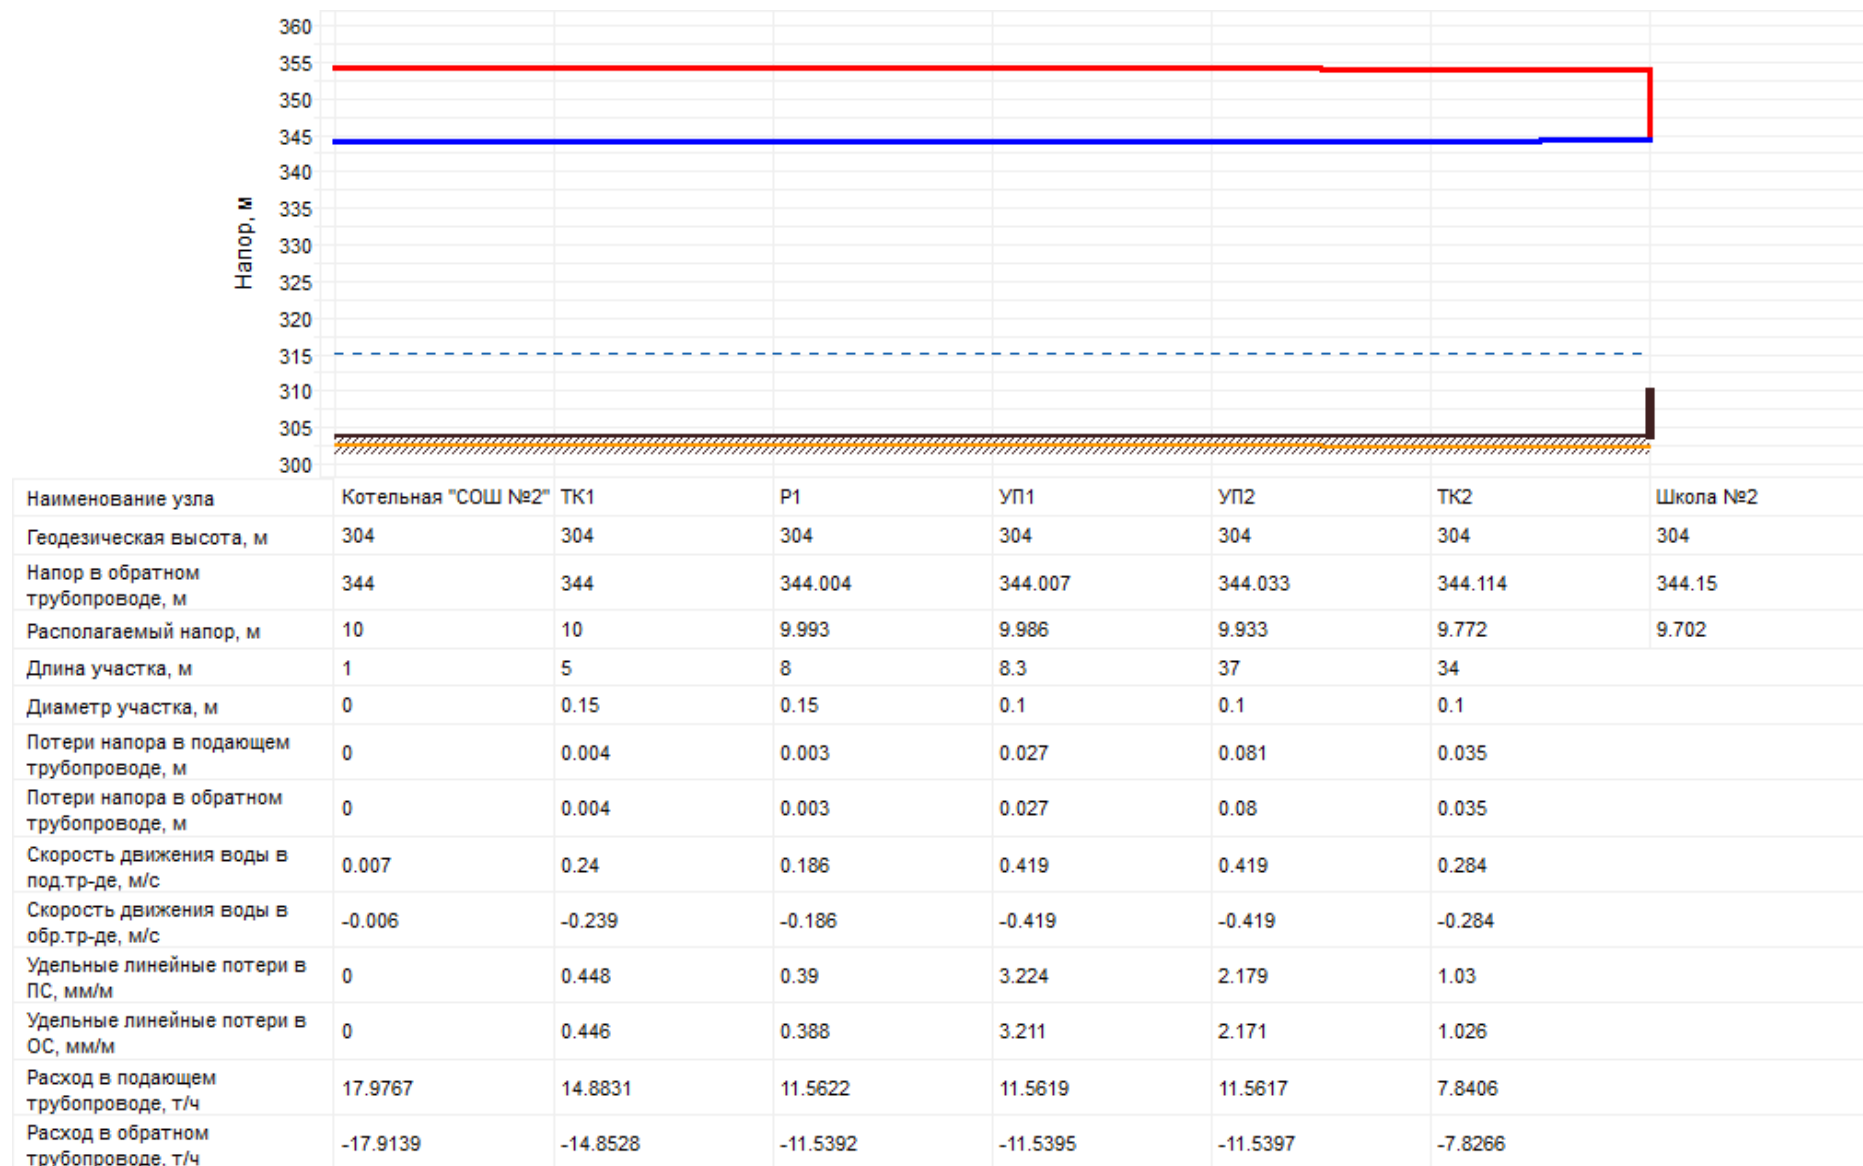 360
355
350
345
340
335
330
325
320
315
310
305
300
Напор, м
Наименование узла Котельная "СОШ №2" ТК1 Р1 УП1 УП2 ТК2 Школа №2
Геодезическая высота, м 304 304 304 304 304 304 304
Напор в обратном
трубопроводе, м 344 344 344.004 344.007 344.033 344.114 344.15
Располагаемый напор, м 10 10 9.993 9.986 9.933 9.772 9.702
Длина участка, м 1 5 8 8.3 37 34
Диаметр участка, м 0 0.15 0.15 0.1 0.1 0.1
Потери напора в подающем
трубопроводе, м 0 0.004 0.003 0.027 0.081 0.035
Потери напора в обратном
трубопроводе, м 0 0.004 0.003 0.027 0.08 0.035
Скорость движения воды в
под.тр-де, м/с 0.007 0.24 0.186 0.419 0.419 0.284
Скорость движения воды в
обр.тр-де, м/с -0.006 -0.239 -0.186 -0.419 -0.419 -0.284
Удельные линейные потери в
ПС, мм/м 0 0.448 0.39 3.224 2.179 1.03
Удельные линейные потери в
ОС, мм/м 0 0.446 0.388 3.211 2.171 1.026
Расход в подающем
трубопроводе, т/ч 17.9767 14.8831 11.5622 11.5619 11.5617 7.8406
Расход в обратном
трубопроводе, т/ч -17.9139 -14.8528 -11.5392 -11.5395 -11.5397 -7.8266